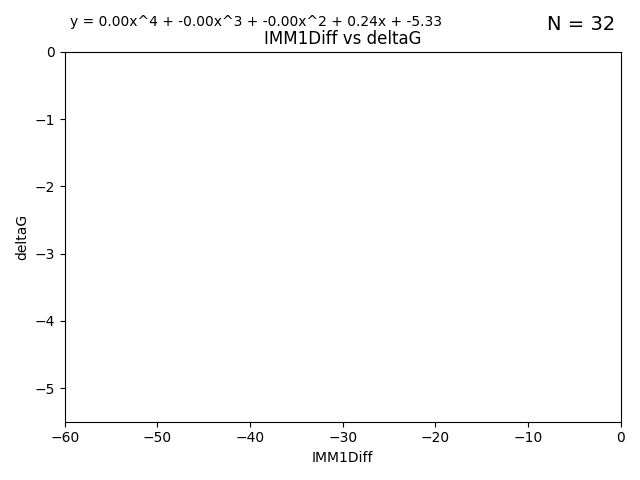 y = 0.00x^4 + -0.00x^3 + -0.00x^2 + 0.24x + -5.33
N = 32
IMM1Diff vs deltaG
0
−1
−2
−3
−4
−5
deltaG
−60 −50 −40 −30 −20 −10 0
IMM1Diff